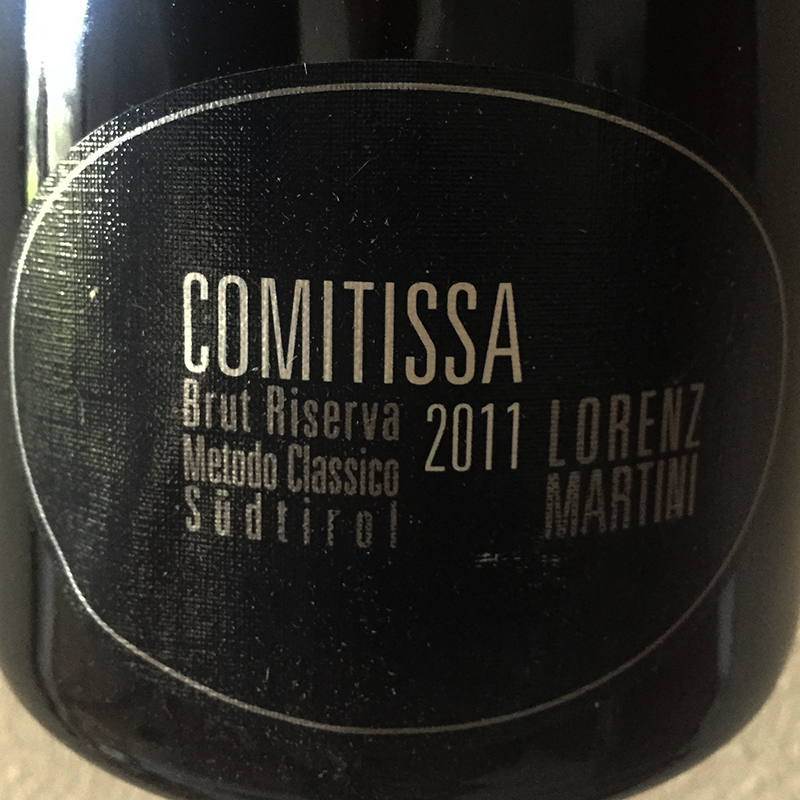 COMITISSA
Brut Riserva
Metodo Classico
Südtirol
2011
LORENZ
MARTINI